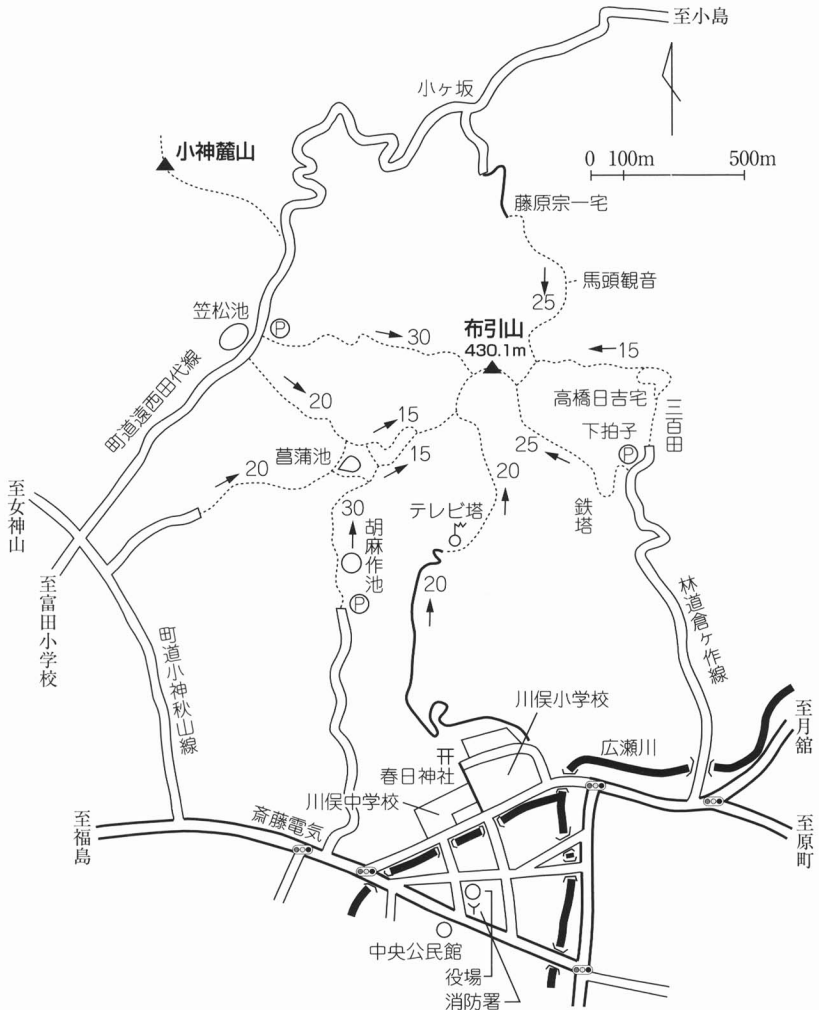 至小島
小ヶ坂
小神麓山
0 100m 500m
藤原宗一宅
馬頭観音
25
笠松池
P
30
布引山
430.1m
15
町道遠西田代線
20
高橋日吉宅
三百田
下拍子
P
15
15
25
菖蒲池
20
20
至女神山
鉄塔
テレビ塔
30
胡麻作池
P
20
至富田小学校
林道倉ヶ作線
町道小神秋山線
川俣小学校
至月舘
広瀬川
春日神社
川俣中学校
斎藤電気
至福島
至原町
中央公民館
役場
消防署